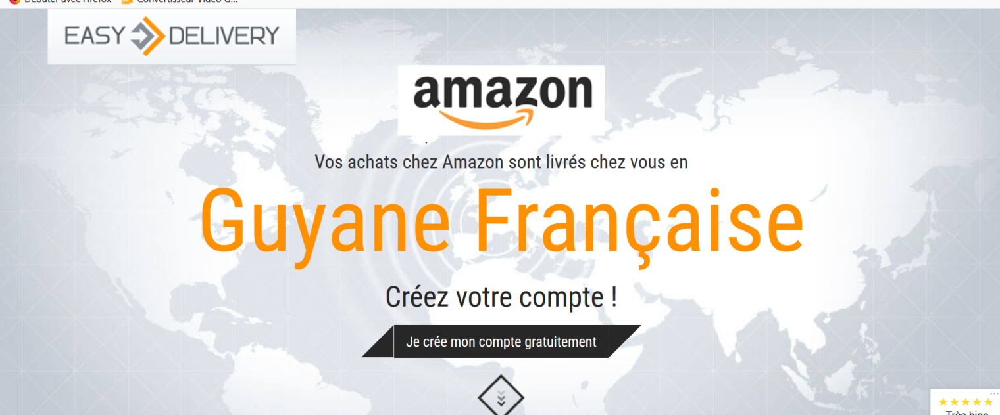 Débuter avec Firefox
Convertisseur Vidéo G...
EASY DELIVERY
amazon
Vos achats chez Amazon sont livrés chez vous en
Guyane Française
Créez votre compte !
Je crée mon compte gratuitement
Très bien